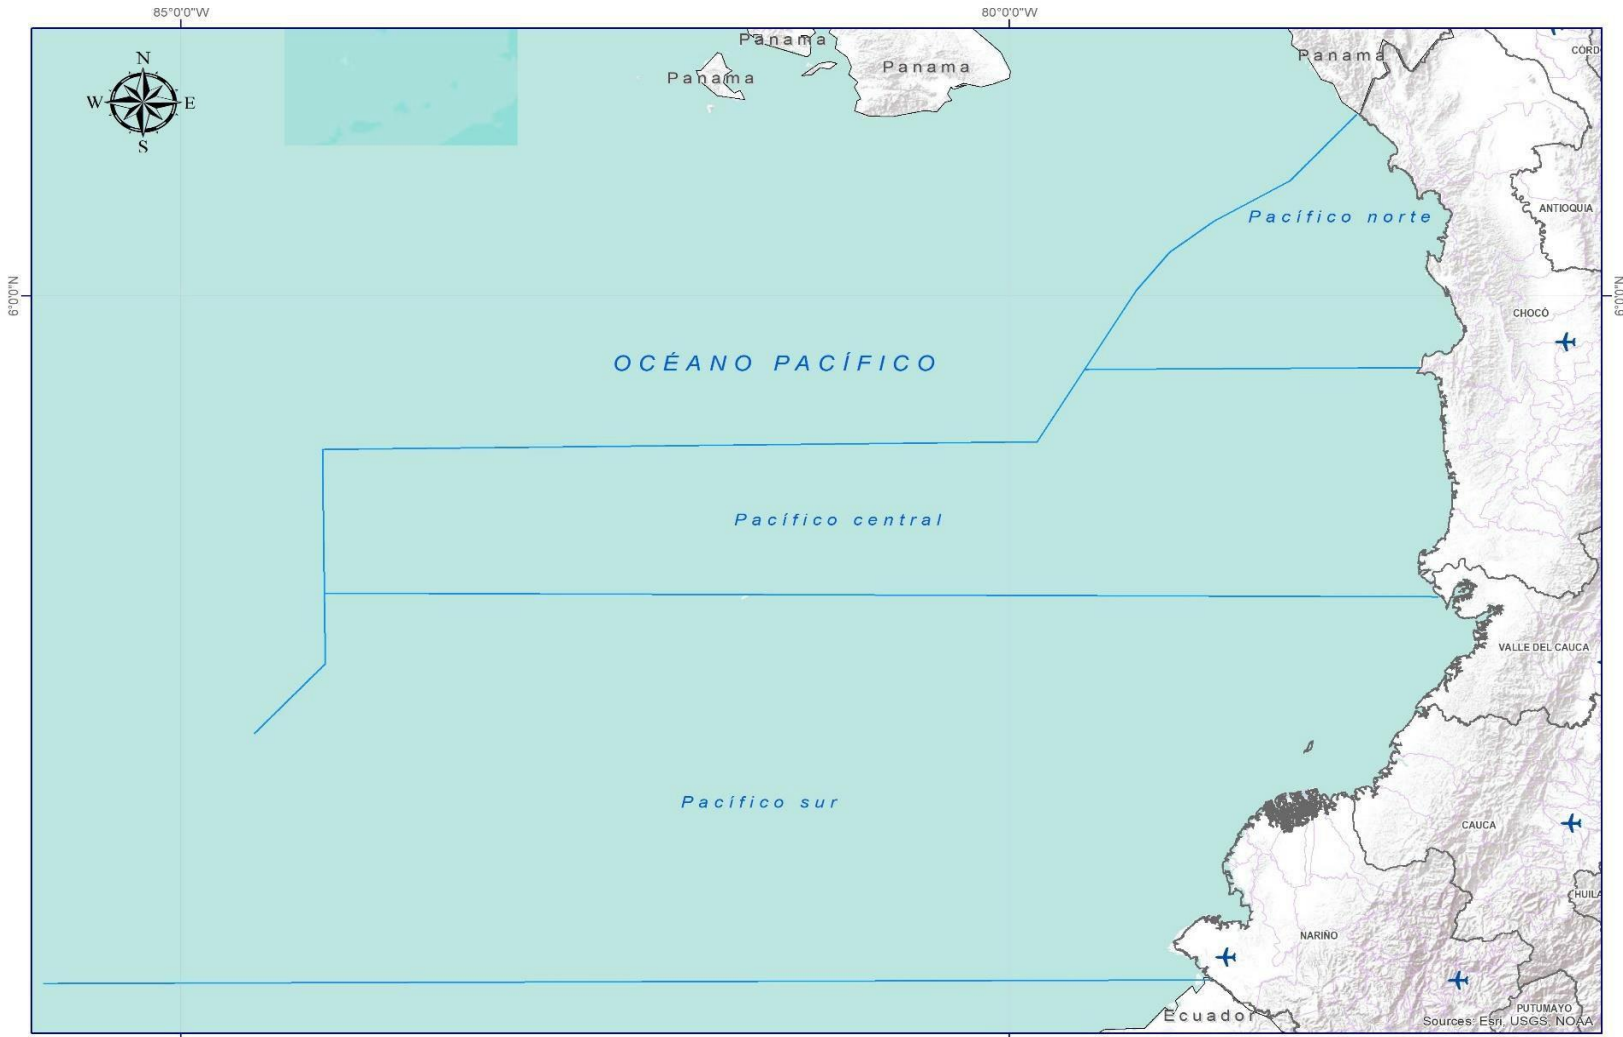 85°0'0"W
80°0'0"W
Panama
Panama
Panama
Panama
CÓRD
N
W
E
S
ANTIOQUIA
Pacífico norte
6°0'0"N
6°0'0"N
CHOCÓ
OCÉANO PACÍFICO
Pacífico central
VALLE DEL CAUCA
Pacífico sur
CAUCA
HUILA
NARIÑO
PUTUMAYO
Ecuador
Sources: Esri, USGS, NOAA